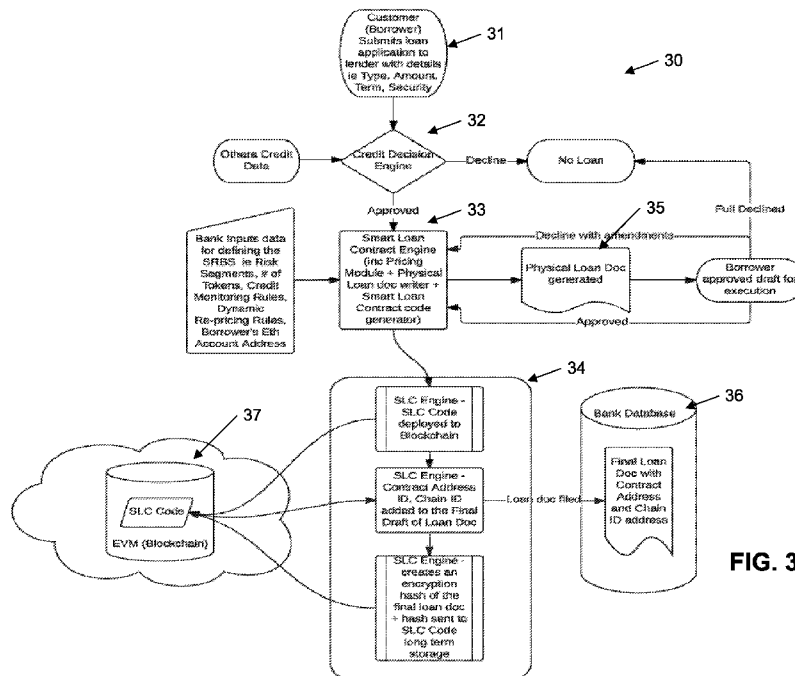 Customer
(Borrower)
Submits loan
application to
lender with details
ie Type, Amount,
Term, Security
31
30
32
Others Credit
Data
Credit Decision
Engine
Decline
No Loan
Approved
33
35
Full Declined
Bank Inputs data
for defining the
SRBS ie Risk
Segments, # of
Tokens, Credit
Monitoring Rules,
Dynamic
Re-pricing Rules,
Borrower's Eth
Account Address
Smart Loan
Contract Engine
(inc Pricing Module +
Physical
Loan doc writer +
Smart Loan
Contract code
generator)
Decline with amendments
Physical Loan Doc
generated
Borrower
approved draft for
execution
Approved
34
37
36
SLC Engine -
SLC Code
deployed to
Blockchain
Bank Database
SLC Code
EVM (Blockchain)
SLC Engine -
Contract Address
ID, Chain ID
added to the Final
Draft of Loan Doc
Loan doc filed
Final Loan
Doc with
Contract
Address
and Chain
ID address
SLC Engine -
creates an
encryption
hash of the
final loan doc
+ hash sent to
SLC Code
long term
storage
FIG. 3